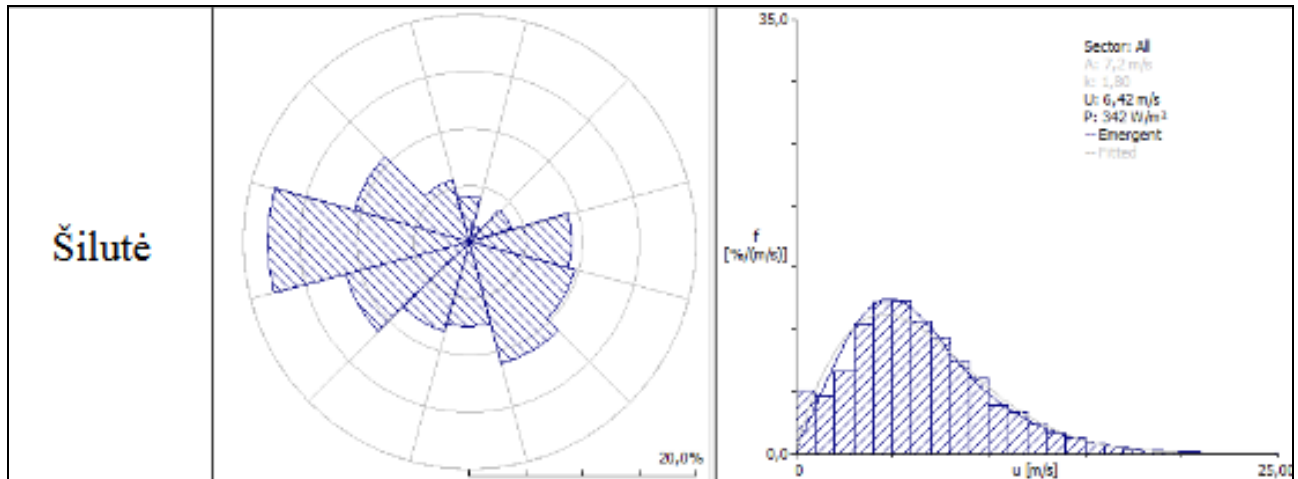 Šilutė
20,0%
35,0
f
[%/(m/s)]
0,0
0
u [m/s]
25,00
Sector: All
A: 7,2 m/s
k: 1,80
U: 6,42 m/s
P: 342 W/m²
Emergent
Fitted